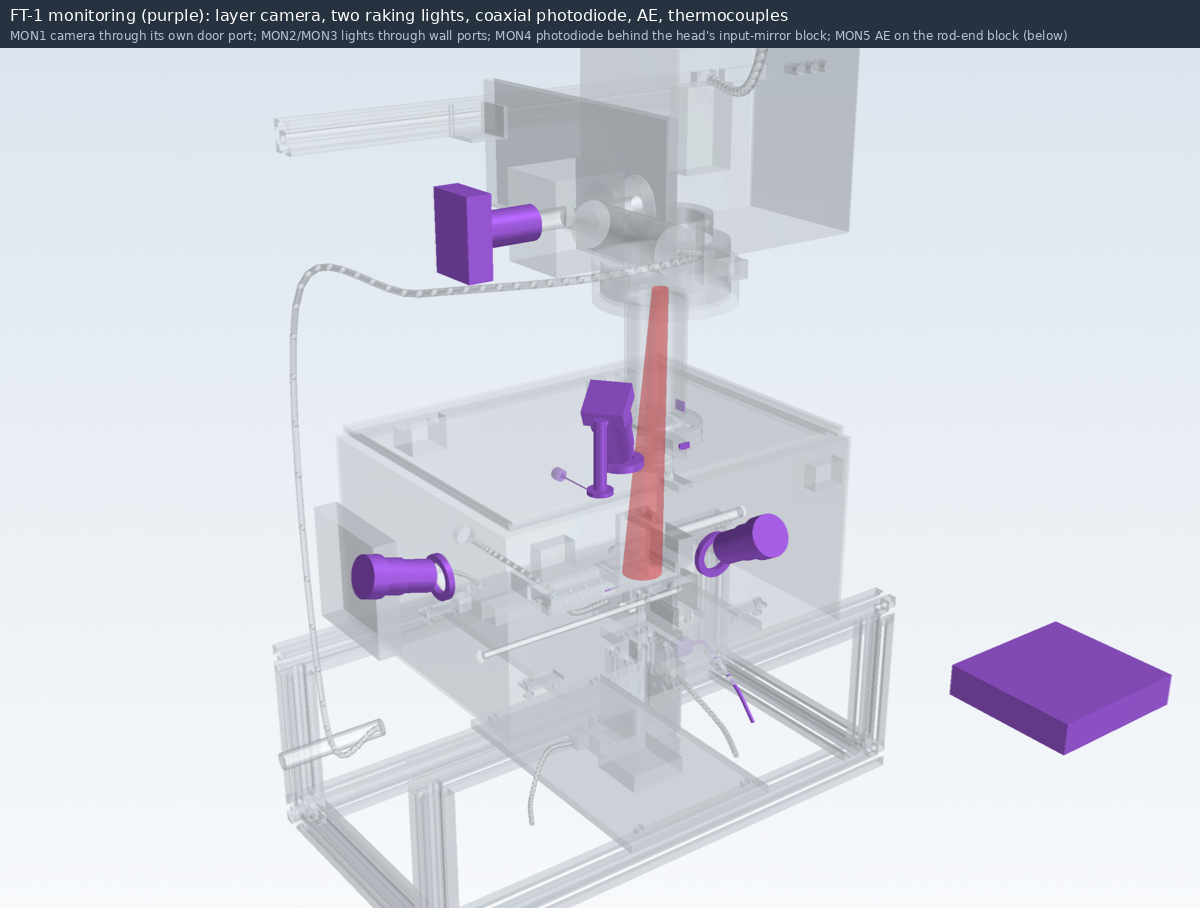 FT-1 monitoring (purple): layer camera, two raking lights, coaxial photodiode, AE, thermocouples
MON1 camera through its own door port; MON2/MON3 lights through wall ports; MON4 photodiode behind the head's input-mirror block; MON5 AE on the rod-end block (below)